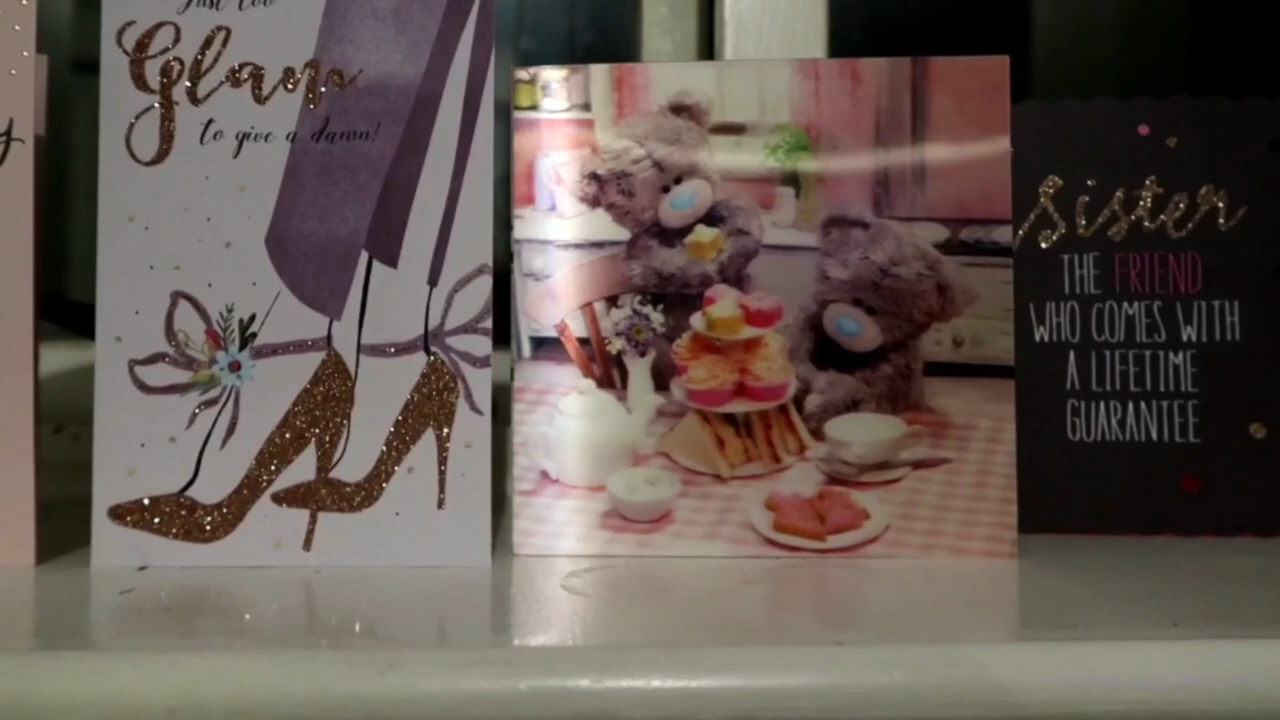 Just too
Glam
to give a damn!
Sister
THE FRIEND
WHO COMES WITH
A LIFETIME
GUARANTEE